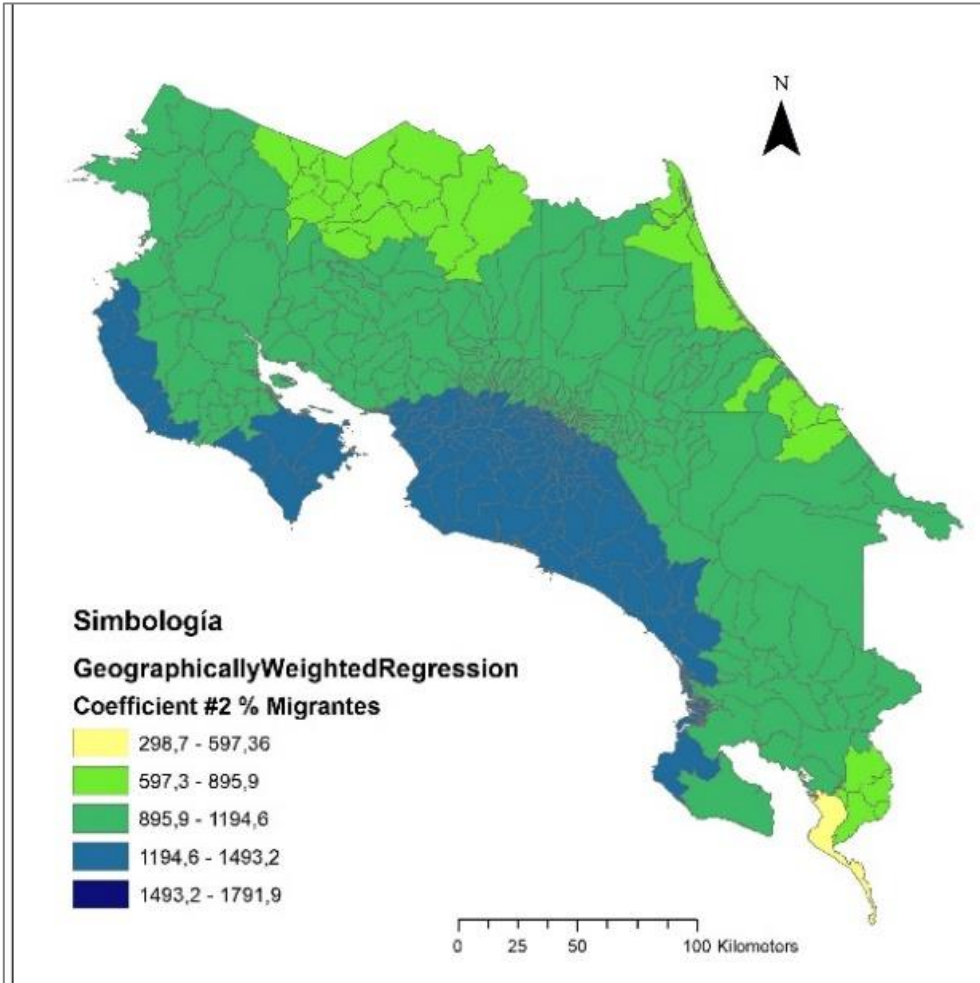 N
Simbología
GeographicallyWeightedRegression
Coefficient #2 % Migrantes
298,7 - 597,36
597,3 - 895,9
895,9 - 1194,6
1194,6 - 1493,2
1493,2 - 1791,9
0 25 50 100 Kilometers